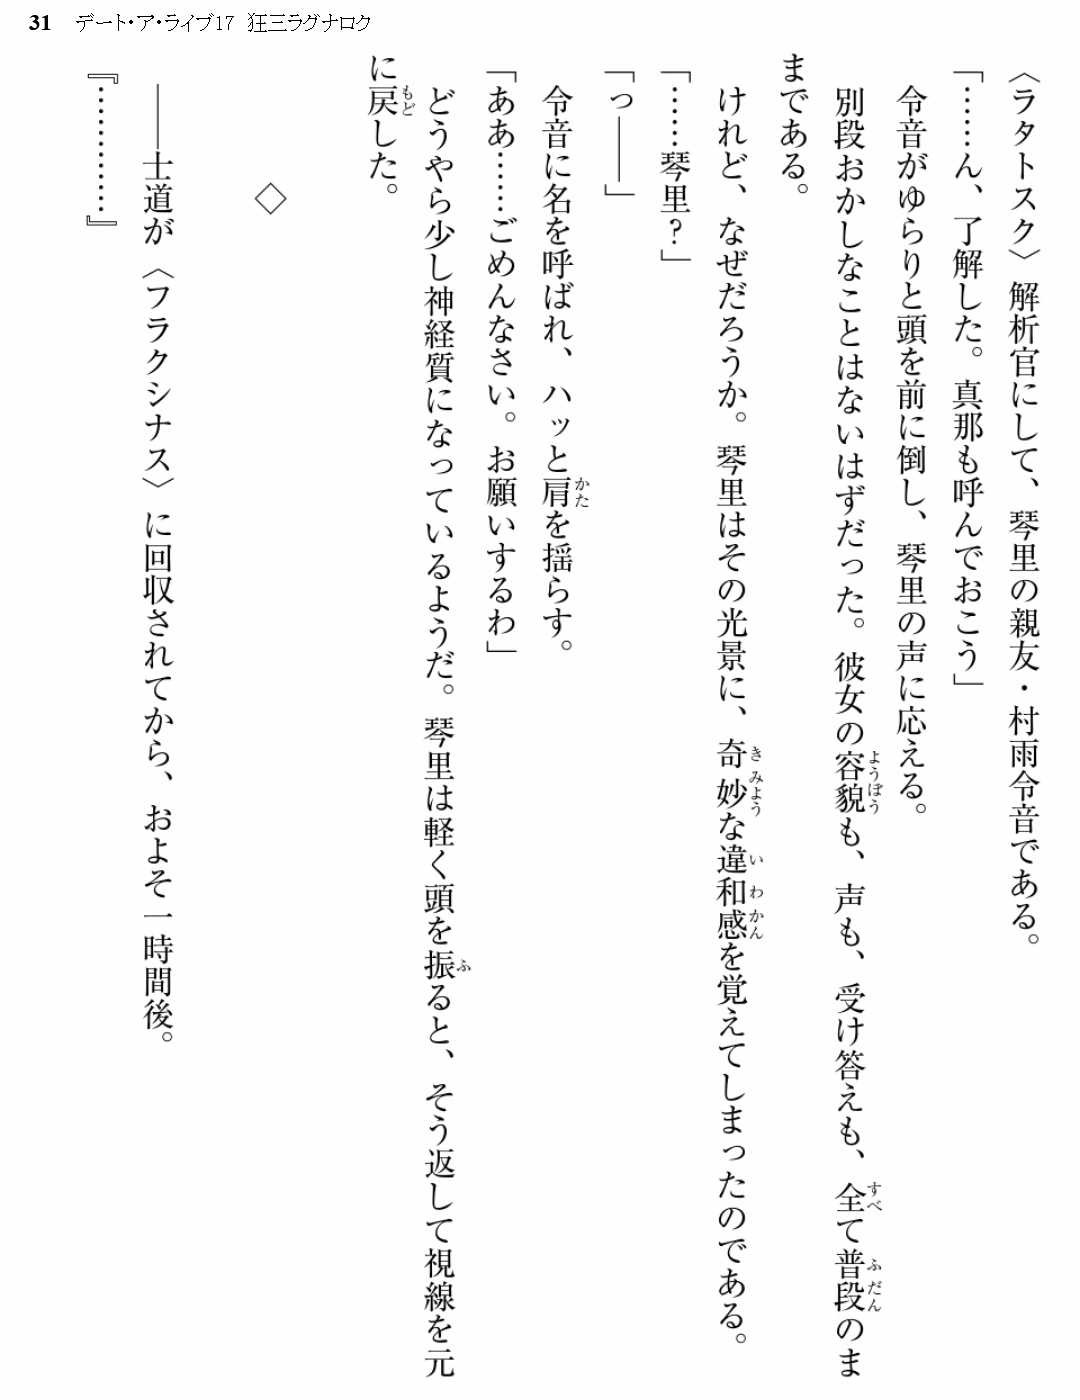 31 デート・ア・ライブ17 狂三ラグナロク
〈ラタトスク〉解析官にして、琴里の親友・村雨令音である。
「……ん、了解した。真那も呼んでおこう」
令音がゆらりと頭を前に倒し、琴里の声に応える。
別段おかしなことはないはずだった。彼女の容貌も、声も、受け答えも、全て普段のま
まである。
けれど、なぜだろうか。琴里はその光景に、奇妙な違和感を覚えてしまったのである。
「……琴里？」
「っ――」
令音に名を呼ばれ、ハッと肩を揺らす。
「ああ……ごめんなさい。お願いするわ」
どうやら少し神経質になっているようだ。琴里は軽く頭を振ると、そう返して視線を元
に戻した。
◇
――士道が〈フラクシナス〉に回収されてから、およそ一時間後。
『…………』